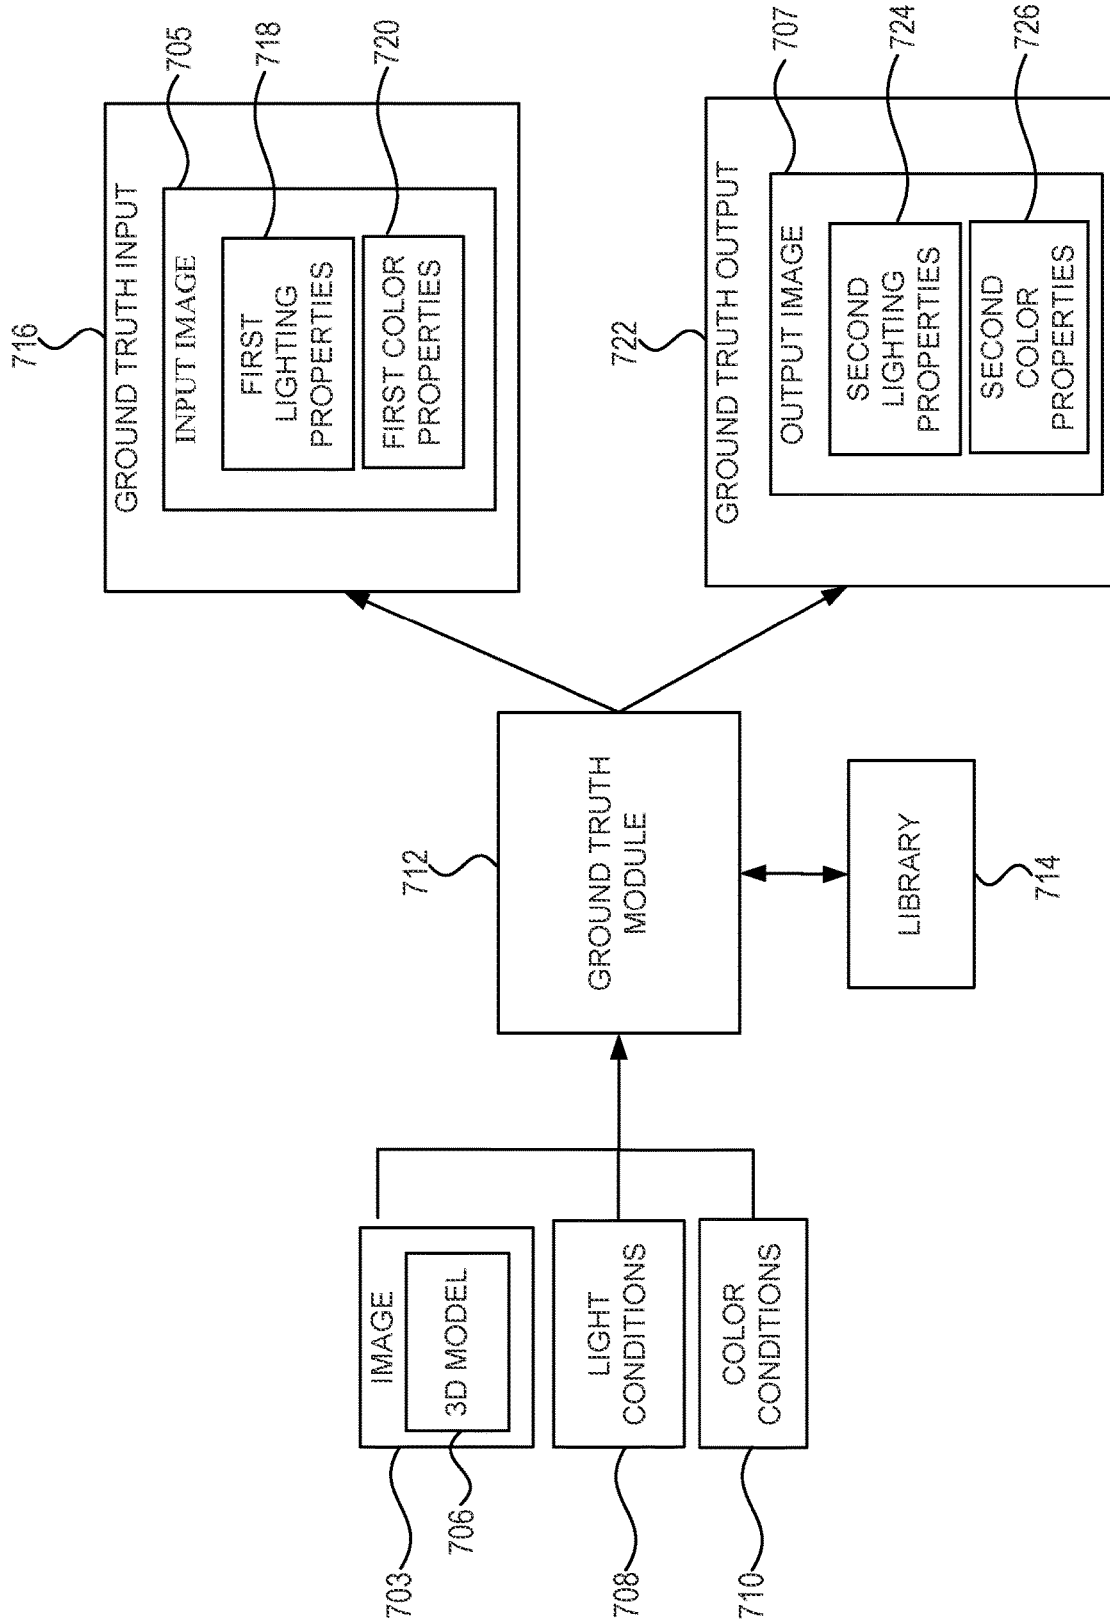 703
IMAGE
706
3D MODEL
708
LIGHT
CONDITIONS
710
COLOR
CONDITIONS
712
GROUND TRUTH
MODULE
LIBRARY
714
716
GROUND TRUTH INPUT
705
INPUT IMAGE
718
FIRST
LIGHTING
PROPERTIES
720
FIRST COLOR
PROPERTIES
722
GROUND TRUTH OUTPUT
707
OUTPUT IMAGE
724
SECOND
LIGHTING
PROPERTIES
726
SECOND
COLOR
PROPERTIES